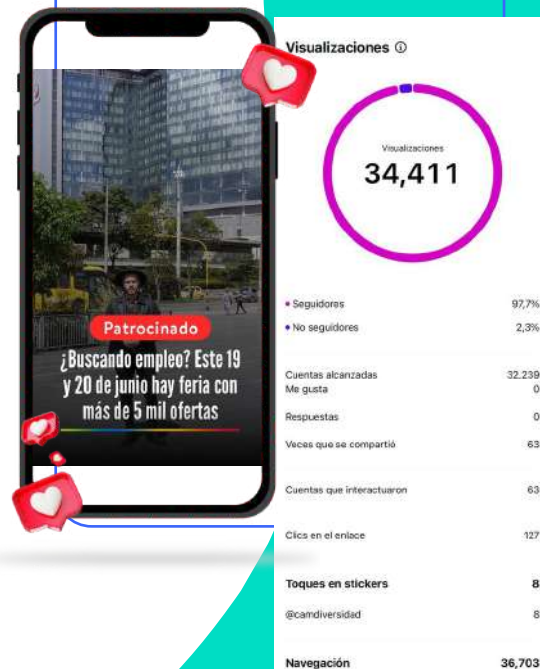 Patrocinado
¿Buscando empleo? Este 19
y 20 de junio hay feria con
más de 5 mil ofertas
Visualizaciones ⓘ
Visualizaciones
34,411
Seguidores 97,7%
No seguidores 2,3%
Cuentas alcanzadas 32.239
Me gusta 0
Respuestas 0
Veces que se compartió 63
Cuentas que interactuaron 63
Clics en el enlace 127
Toques en stickers 8
@camdiversidad 8
Navegación 36,703